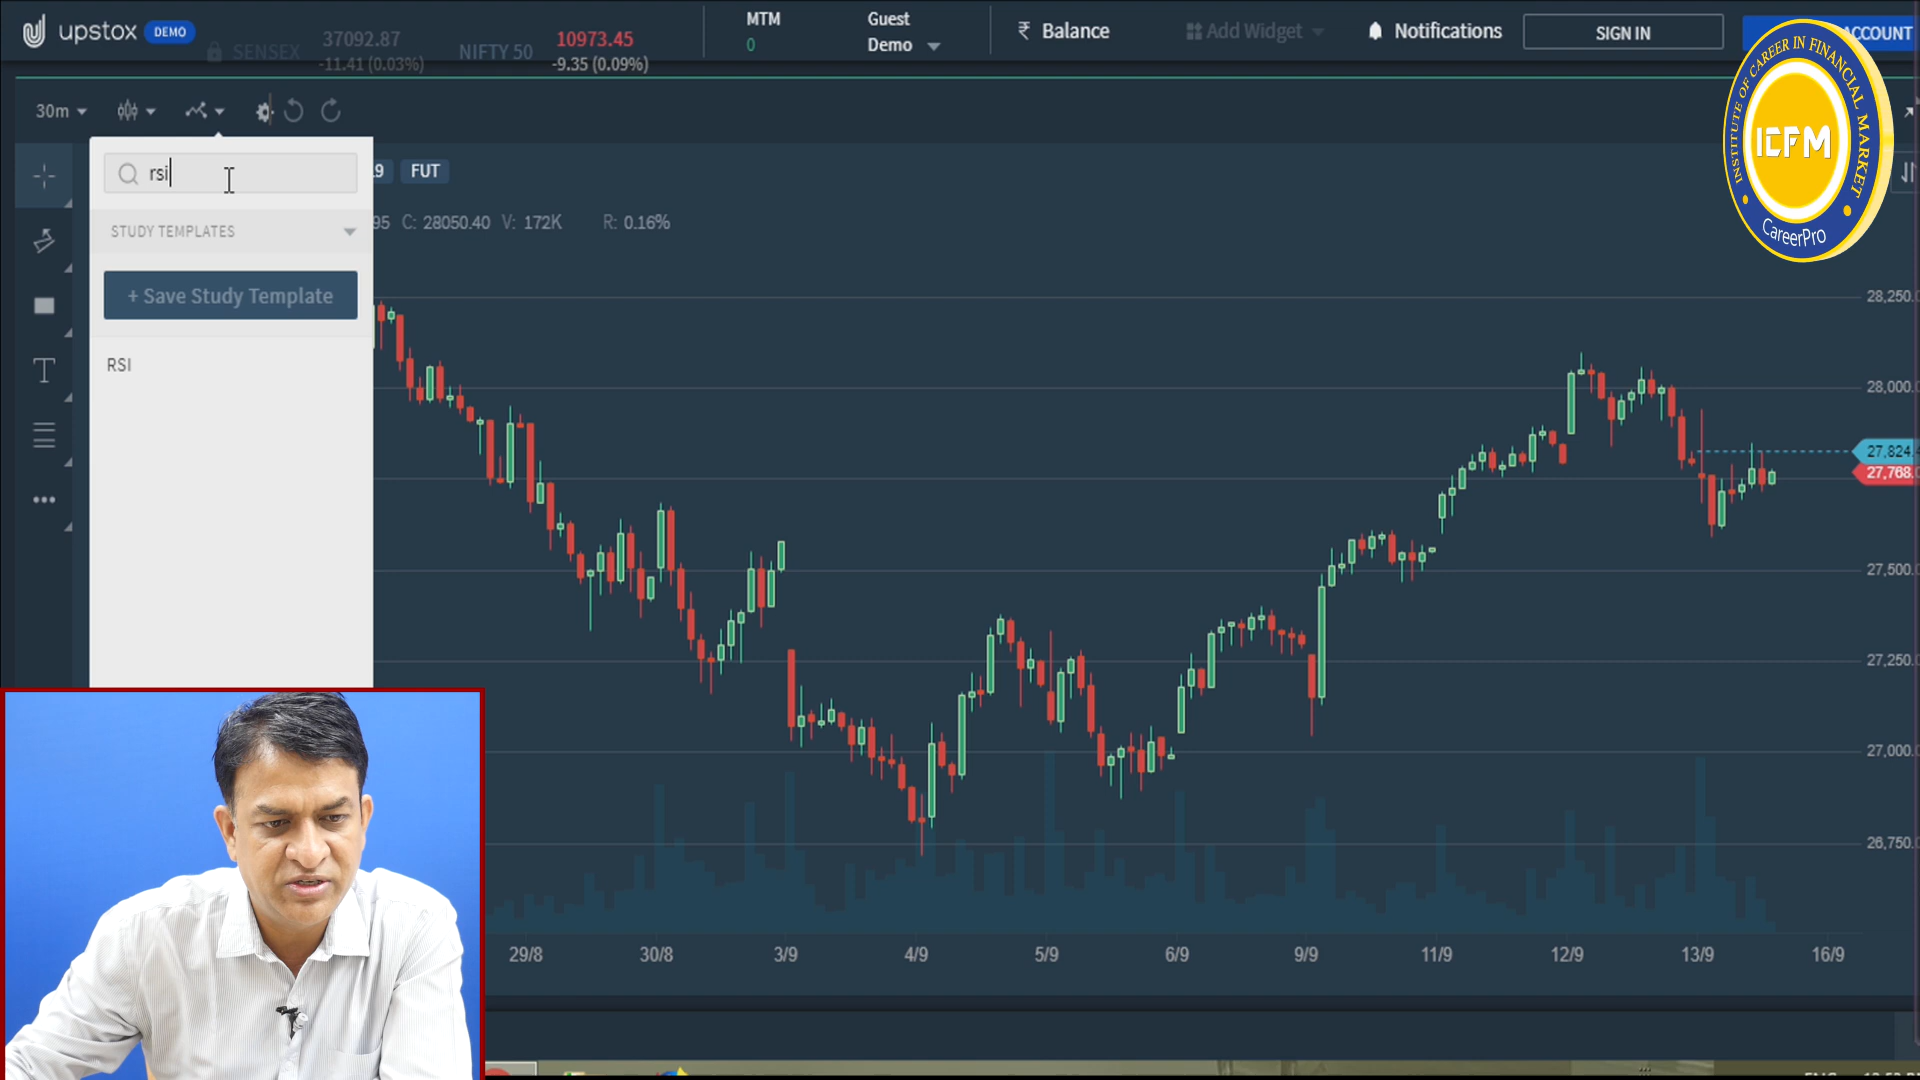 upstox DEMO
SENSEX 37092.87 -11.41 (0.03%)
NIFTY 50 10973.45 -9.35 (0.09%)
MTM 0
Guest Demo
₹ Balance
Add Widget
Notifications
SIGN IN
ACCOUNT
INSTITUTE OF CAREER IN FINANCIAL MARKET
ICFM
CareerPro
30m
rsi
STUDY TEMPLATES
+ Save Study Template
RSI
FUT
95 C: 28050.40 V: 172K R: 0.16%
T
28,250.
28,000.
27,824.
27,768.
27,500.
27,250.
27,000.
26,750.
29/8 30/8 3/9 4/9 5/9 6/9 9/9 11/9 12/9 13/9 16/9